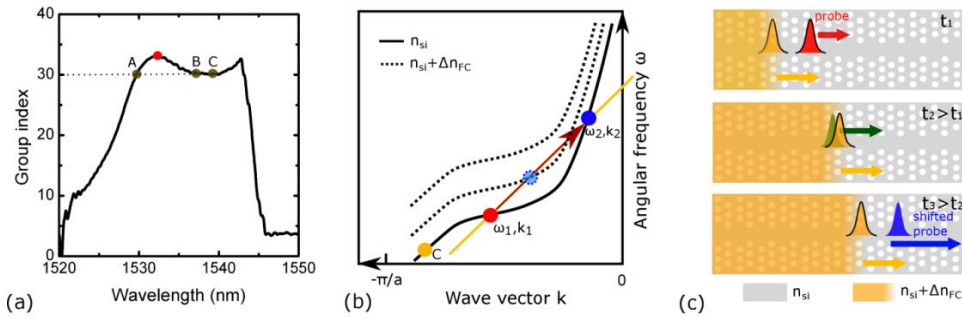 (a)
Group index
40
30
20
10
0
A
B
C
1520
1530
1540
1550
Wavelength (nm)
(b)
n_si
n_si+Δn_FC
ω₂,k₂
ω₁,k₁
C
-π/a
0
Wave vector k
Angular frequency ω
(c)
probe
t₁
t₂>t₁
t₃>t₂
shifted
probe
n_si
n_si+Δn_FC